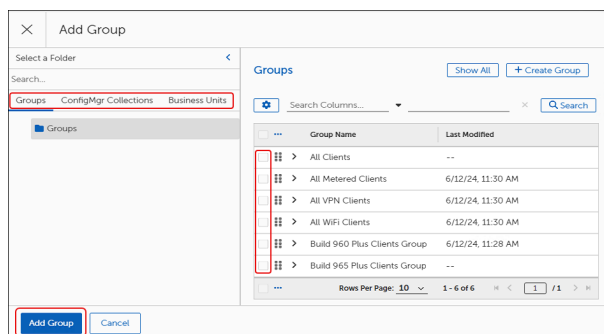 Add Group
Select a Folder
Search...
Groups ConfigMgr Collections Business Units
Groups
Groups
Show All + Create Group
Search Columns... Search
Group Name Last Modified
All Clients --
All Metered Clients 6/12/24, 11:30 AM
All VPN Clients 6/12/24, 11:30 AM
All WiFi Clients 6/12/24, 11:30 AM
Build 960 Plus Clients Group 6/12/24, 11:28 AM
Build 965 Plus Clients Group --
Rows Per Page: 10 1 - 6 of 6 1 / 1
Add Group Cancel